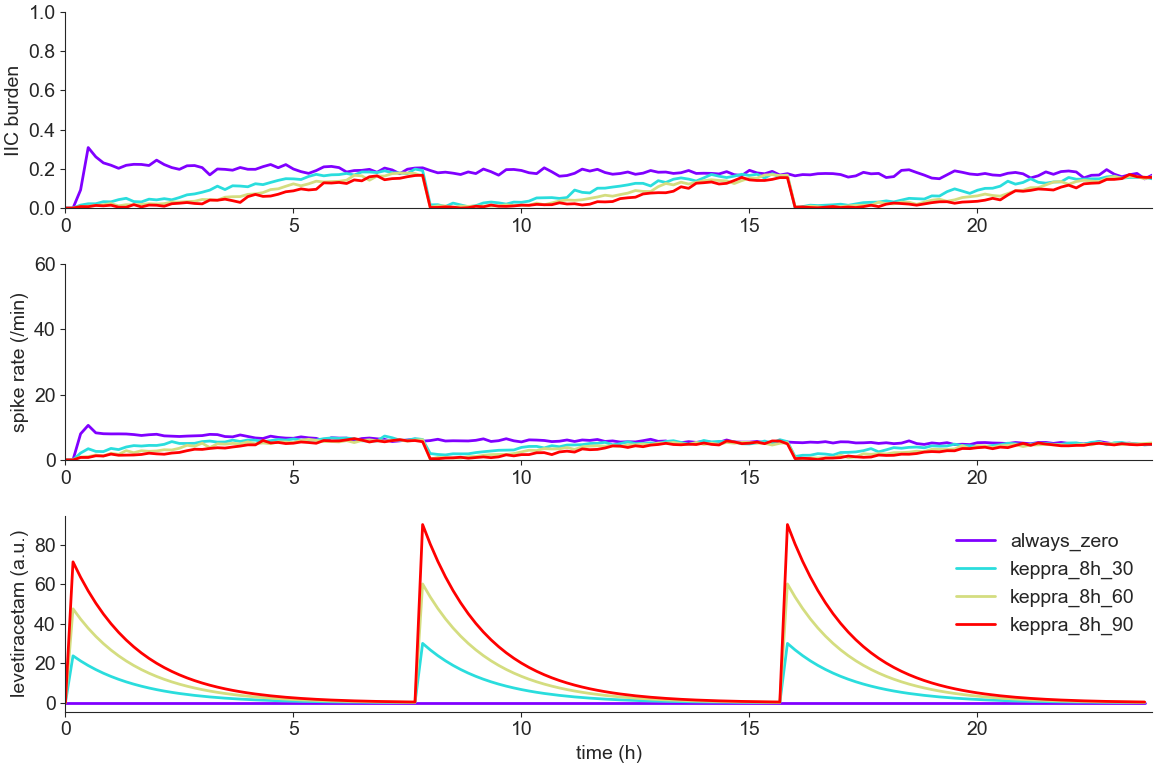 IIC burden
1.0
0.8
0.6
0.4
0.2
0.0
0 5 10 15 20
spike rate (/min)
60
40
20
0
0 5 10 15 20
levetiracetam (a.u.)
80
60
40
20
0
always_zero
keppra_8h_30
keppra_8h_60
keppra_8h_90
0 5 10 15 20
time (h)